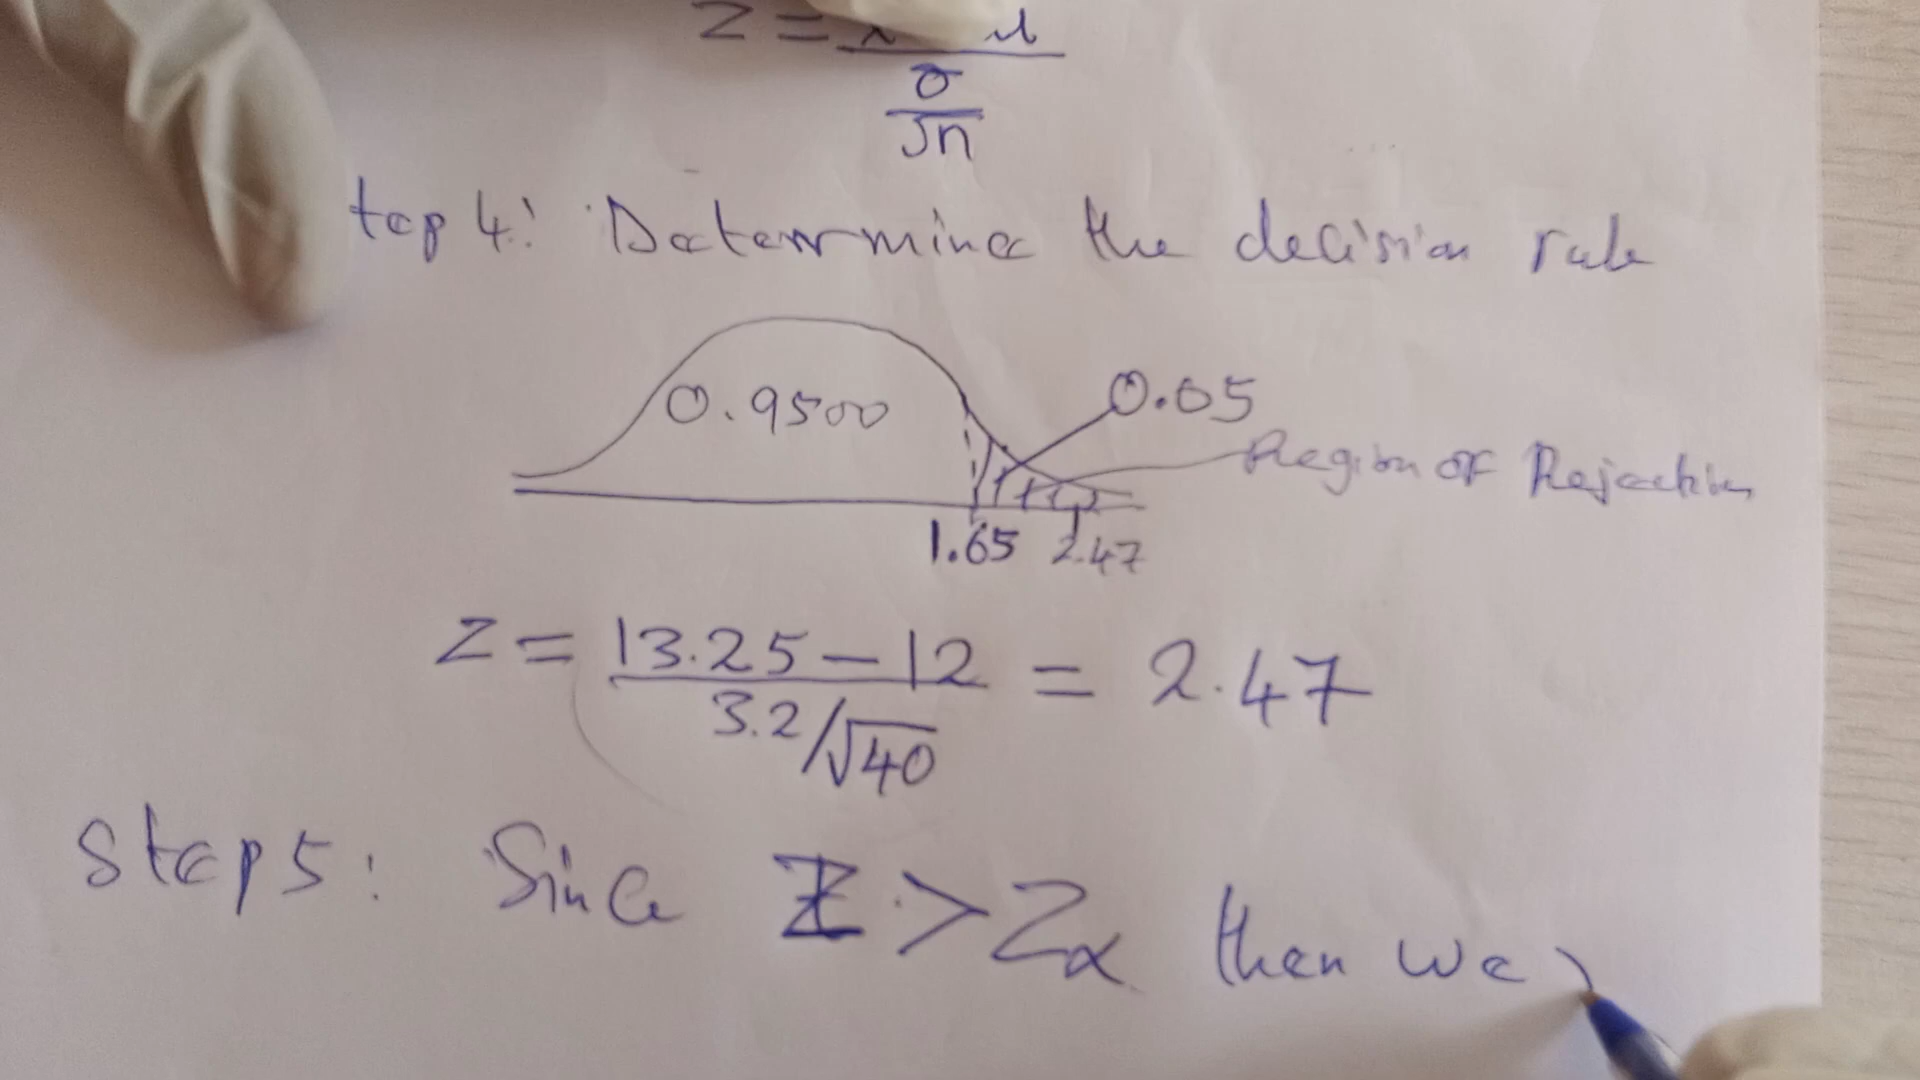 Z =
σ
√n
tep 4: Determine the decision rule
0.9500
0.05
Region of Rejection
1.65 2.47
Z = 13.25 - 12 = 2.47
3.2/√40
Step 5: Since Z > Zα then we